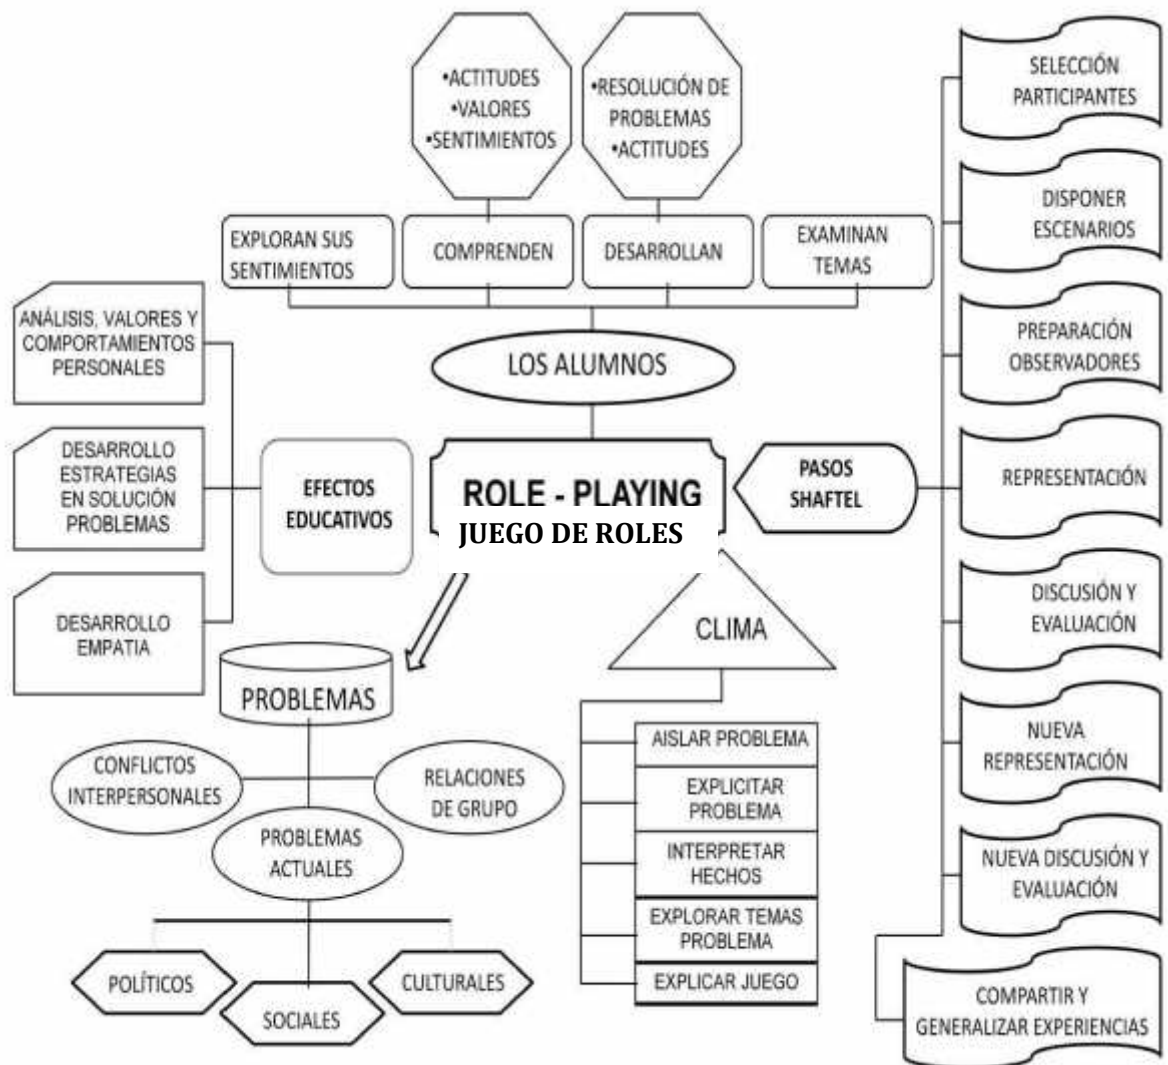 •ACTITUDES
•VALORES
•SENTIMIENTOS
•RESOLUCIÓN DE
PROBLEMAS
•ACTITUDES
EXPLORAN SUS
SENTIMIENTOS
COMPRENDEN
DESARROLLAN
EXAMINAN
TEMAS
LOS ALUMNOS
ANÁLISIS, VALORES Y
COMPORTAMIENTOS
PERSONALES
DESARROLLO
ESTRATEGIAS
EN SOLUCIÓN
PROBLEMAS
DESARROLLO
EMPATIA
EFECTOS
EDUCATIVOS
ROLE - PLAYING
JUEGO DE ROLES
PASOS
SHAFTEL
SELECCIÓN
PARTICIPANTES
DISPONER
ESCENARIOS
PREPARACIÓN
OBSERVADORES
REPRESENTACIÓN
DISCUSIÓN Y
EVALUACIÓN
NUEVA
REPRESENTACIÓN
NUEVA DISCUSIÓN Y
EVALUACIÓN
COMPARTIR Y
GENERALIZAR EXPERIENCIAS
CLIMA
AISLAR PROBLEMA
EXPLICITAR
PROBLEMA
INTERPRETAR
HECHOS
EXPLORAR TEMAS
PROBLEMA
EXPLICAR JUEGO
PROBLEMAS
CONFLICTOS
INTERPERSONALES
RELACIONES
DE GRUPO
PROBLEMAS
ACTUALES
POLÍTICOS
SOCIALES
CULTURALES